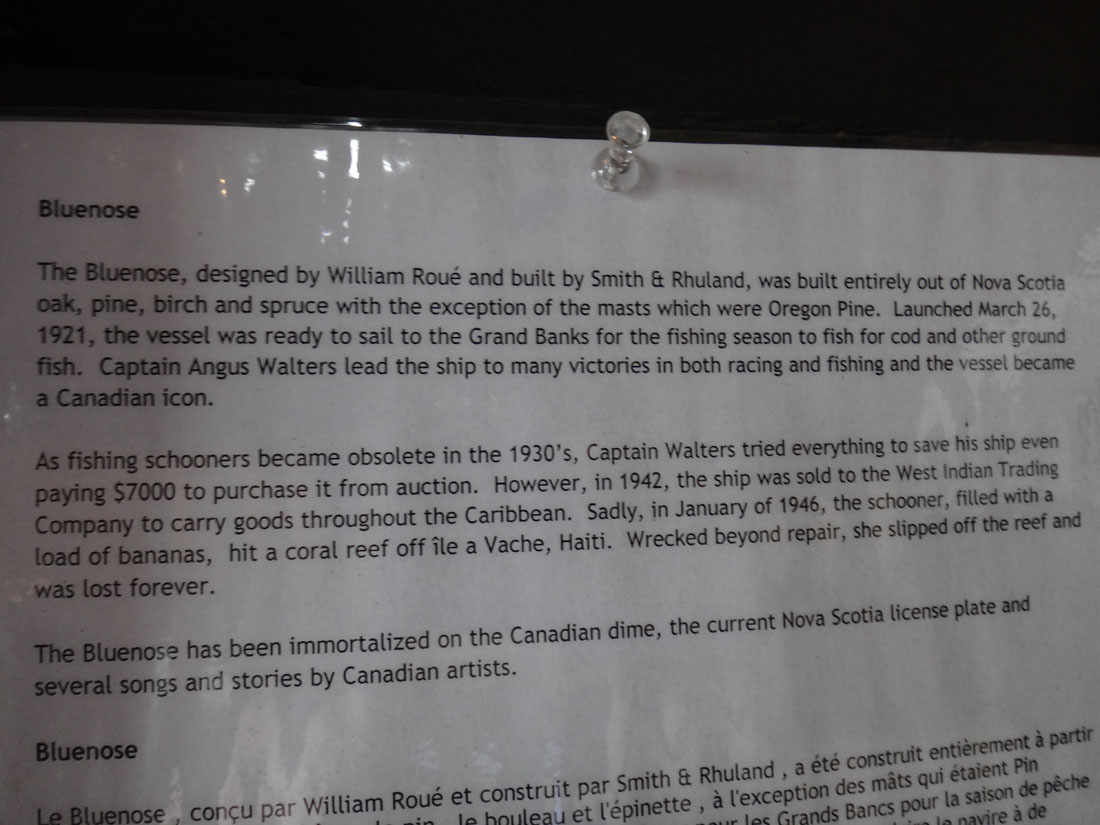 Bluenose
The Bluenose, designed by William Roué and built by Smith & Rhuland, was built entirely out of Nova Scotia
oak, pine, birch and spruce with the exception of the masts which were Oregon Pine. Launched March 26,
1921, the vessel was ready to sail to the Grand Banks for the fishing season to fish for cod and other ground
fish. Captain Angus Walters lead the ship to many victories in both racing and fishing and the vessel became
a Canadian icon.
As fishing schooners became obsolete in the 1930's, Captain Walters tried everything to save his ship even
paying $7000 to purchase it from auction. However, in 1942, the ship was sold to the West Indian Trading
Company to carry goods throughout the Caribbean. Sadly, in January of 1946, the schooner, filled with a
load of bananas, hit a coral reef off île a Vache, Haiti. Wrecked beyond repair, she slipped off the reef and
was lost forever.
The Bluenose has been immortalized on the Canadian dime, the current Nova Scotia license plate and
several songs and stories by Canadian artists.
Bluenose
Le Bluenose , conçu par William Roué et construit par Smith & Rhuland , a été construit entièrement à partir
le bouleau et l'épinette , à l'exception des mâts qui étaient Pin
les Grands Bancs pour la saison de pêche
le navire à de